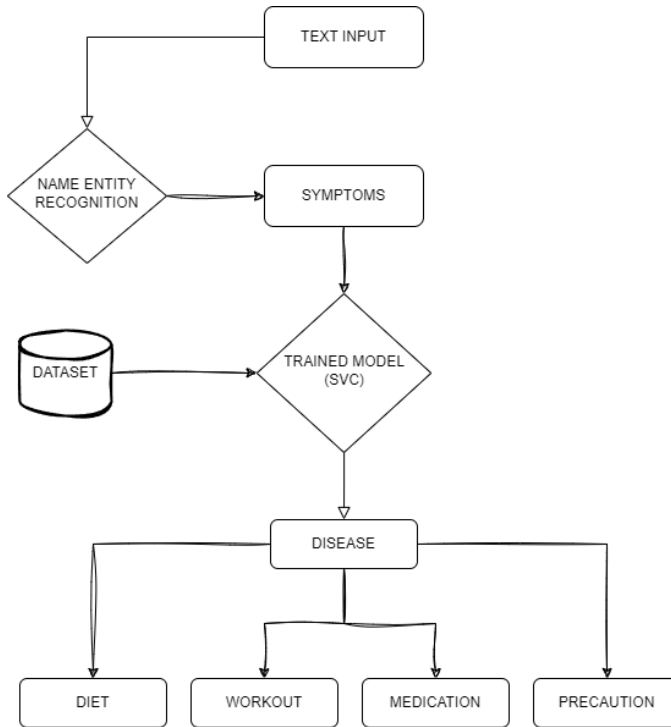 TEXT INPUT
NAME ENTITY
RECOGNITION
SYMPTOMS
DATASET
TRAINED MODEL
(SVC)
DISEASE
DIET
WORKOUT
MEDICATION
PRECAUTION